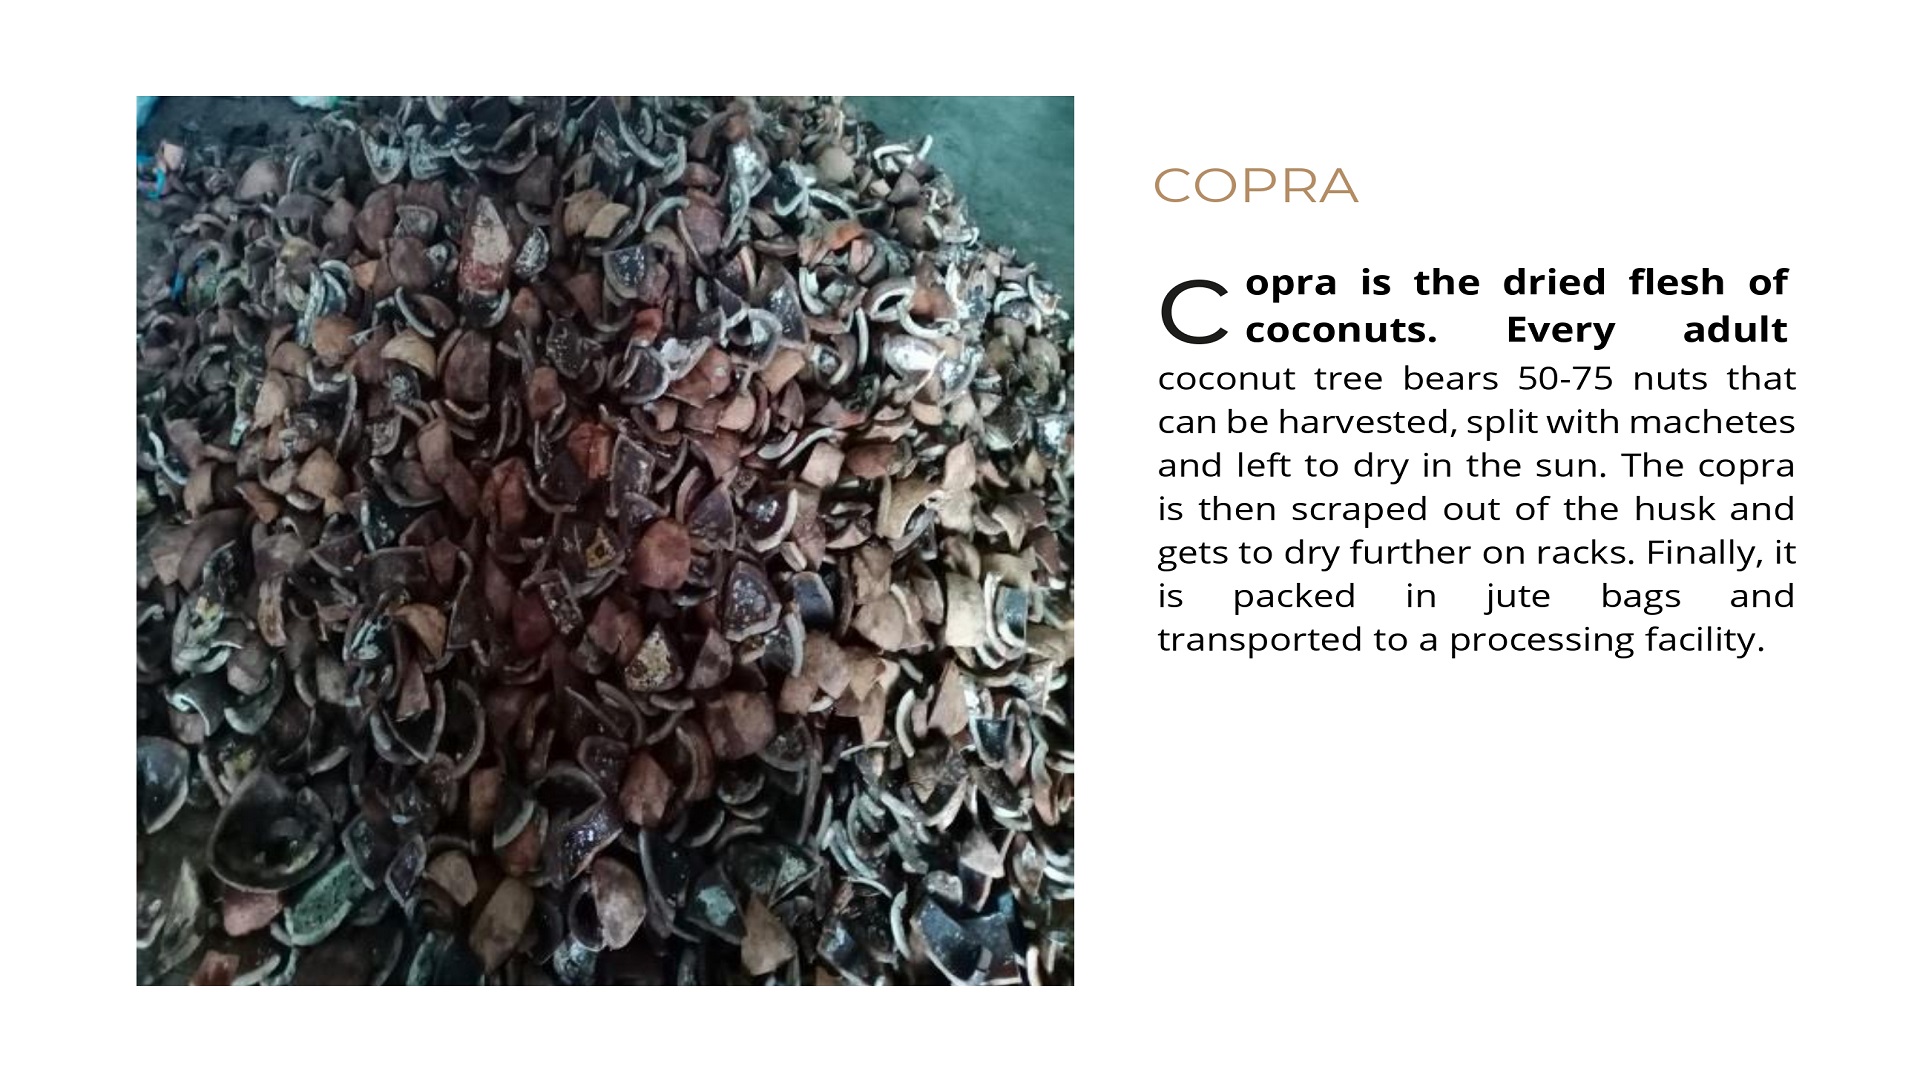 COPRA
Copra is the dried flesh of
coconuts. Every adult
coconut tree bears 50-75 nuts that
can be harvested, split with machetes
and left to dry in the sun. The copra
is then scraped out of the husk and
gets to dry further on racks. Finally, it
is packed in jute bags and
transported to a processing facility.